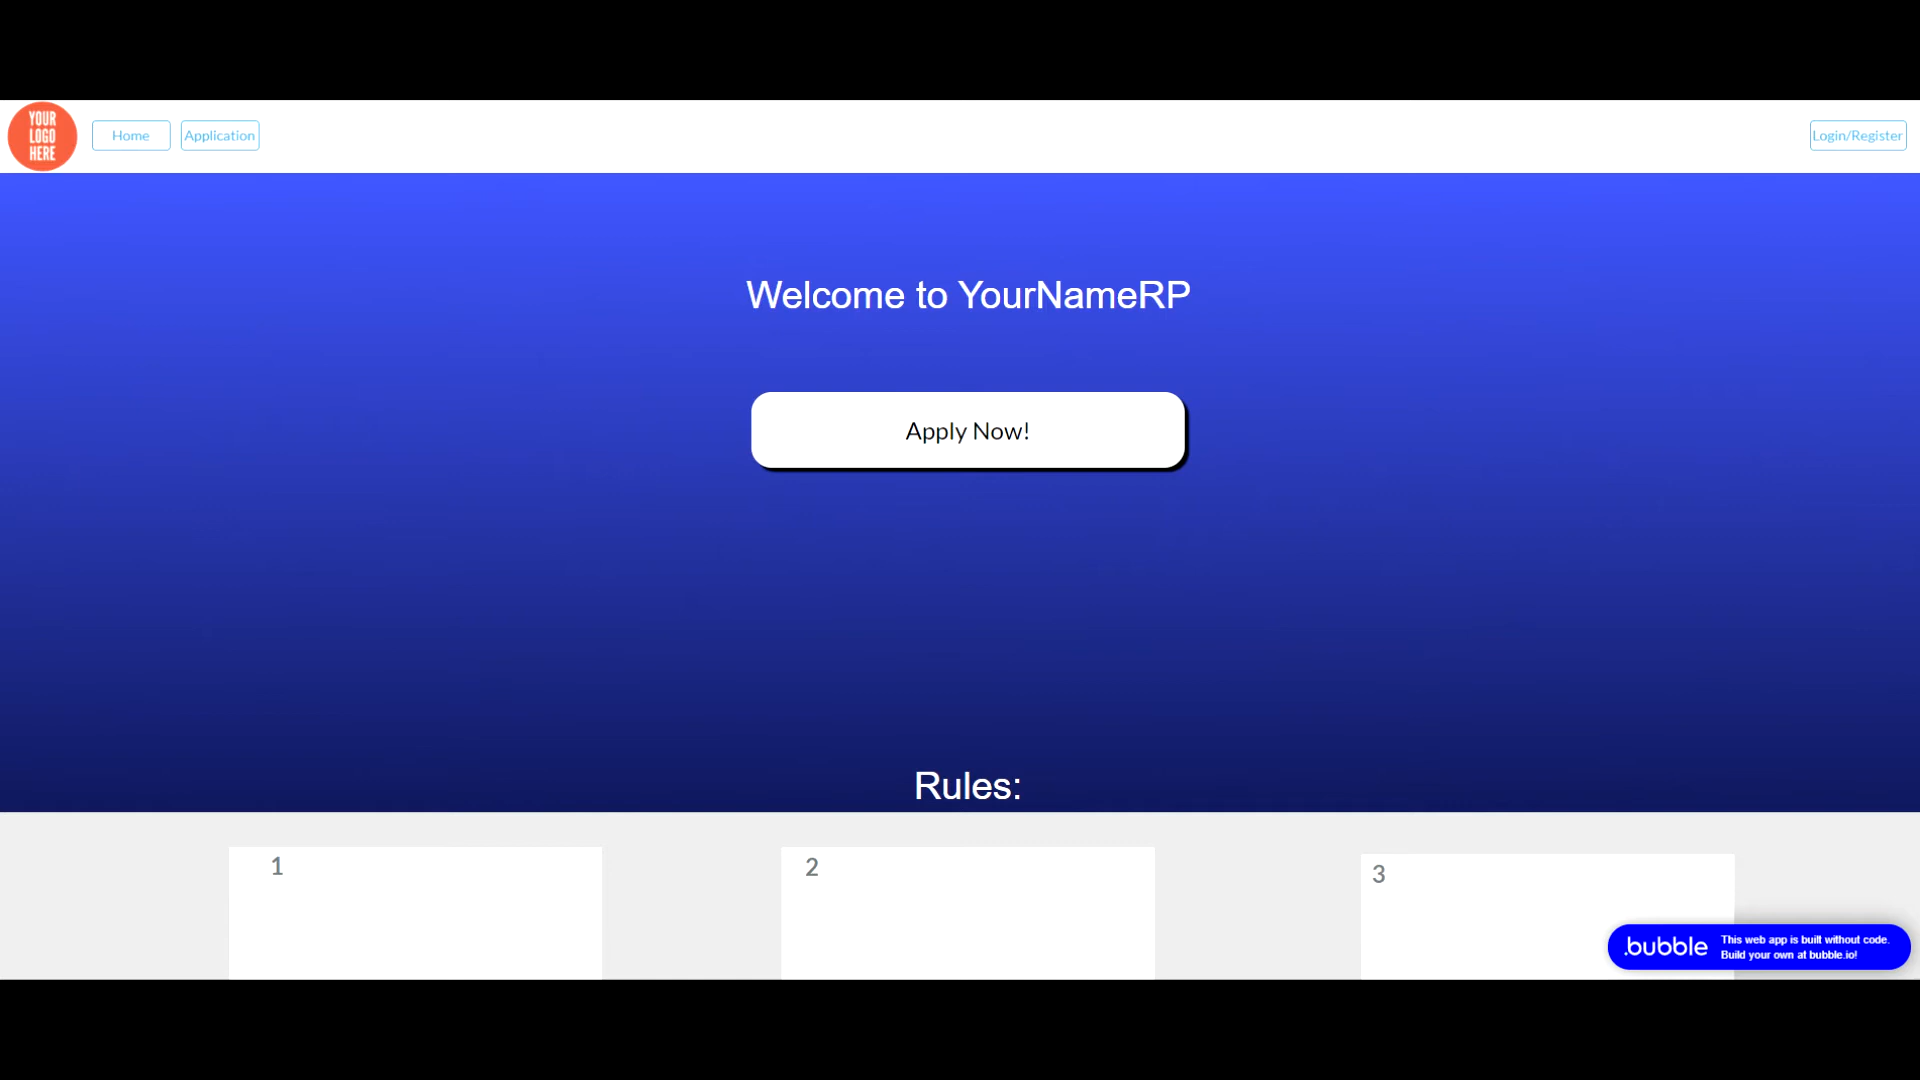 YOUR
LOGO
HERE
Home
Application
Login/Register
Welcome to YourNameRP
Apply Now!
Rules:
1
2
3
.bubble
This web app is built without code.
Build your own at bubble.io!